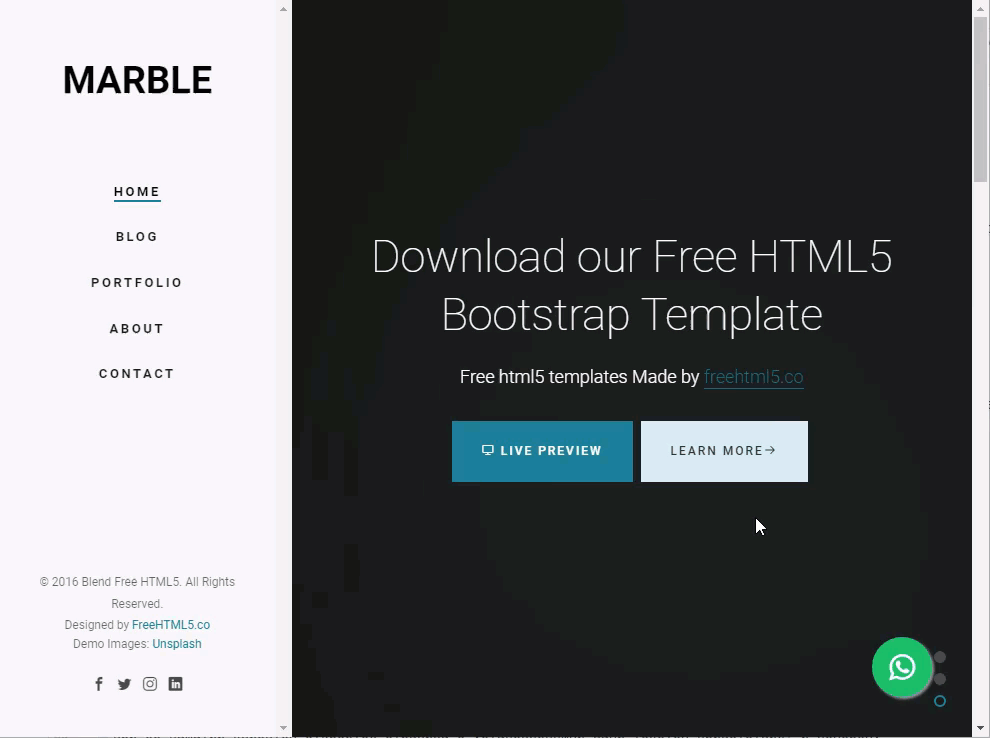 MARBLE
HOME
BLOG
PORTFOLIO
ABOUT
CONTACT
© 2016 Blend Free HTML5. All Rights
Reserved.
Designed by FreeHTML5.co
Demo Images: Unsplash
Download our Free HTML5
Bootstrap Template
Free html5 templates Made by freehtml5.co
LIVE PREVIEW
LEARN MORE→